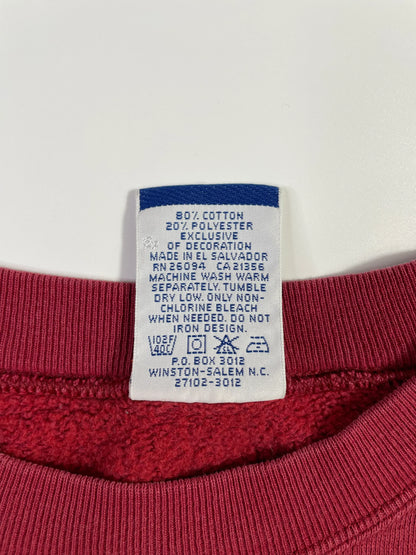 80% COTTON
20% POLYESTER
EXCLUSIVE
OF DECORATION
MADE IN EL SALVADOR
RN 26094 CA 21356
MACHINE WASH WARM
SEPARATELY. TUMBLE
DRY LOW. ONLY NON-
CHLORINE BLEACH
WHEN NEEDED. DO NOT
IRON DESIGN.
102F
40C CL
P.O. BOX 3012
WINSTON-SALEM N.C.
27102-3012